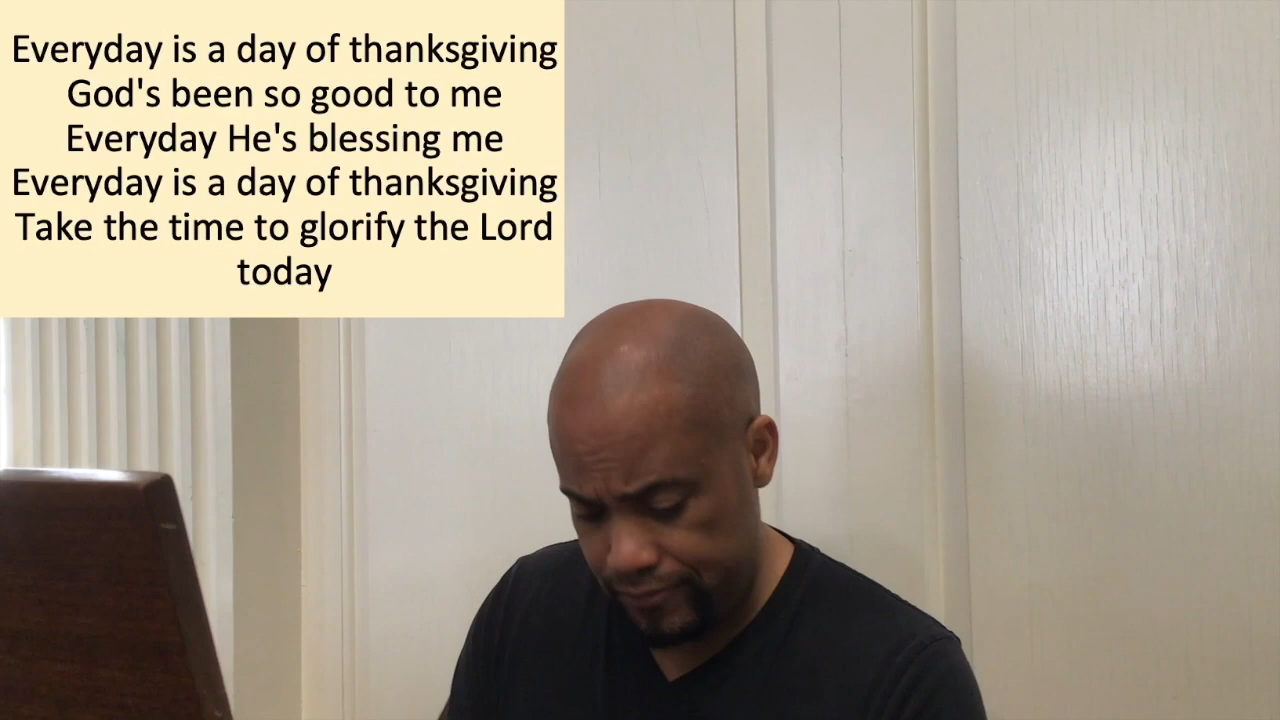 Everyday is a day of thanksgiving
God's been so good to me
Everyday He's blessing me
Everyday is a day of thanksgiving
Take the time to glorify the Lord
today